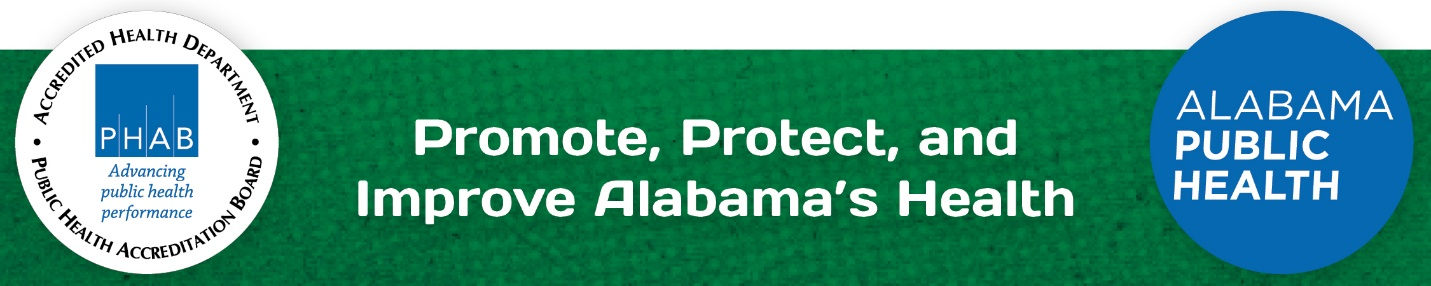 ACCREDITED HEALTH DEPARTMENT
PHAB
Advancing
public health
performance
• PUBLIC HEALTH ACCREDITATION BOARD •
Promote, Protect, and
Improve Alabama's Health
ALABAMA
PUBLIC
HEALTH